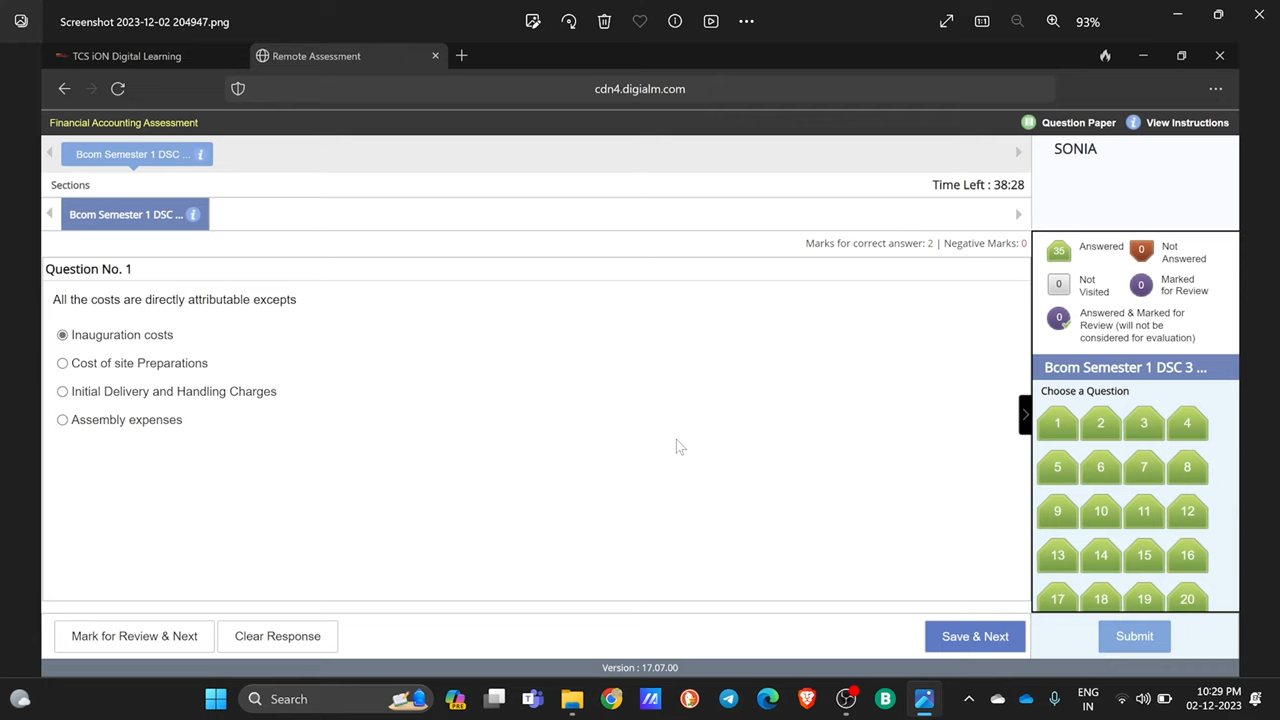 Screenshot 2023-12-02 204947.png
93%
TCS iON Digital Learning
Remote Assessment
cdn4.digialm.com
Financial Accounting Assessment
Question Paper
View Instructions
Bcom Semester 1 DSC ...
SONIA
Sections
Time Left : 38:28
Bcom Semester 1 DSC ...
Marks for correct answer: 2 | Negative Marks: 0
Question No. 1
All the costs are directly attributable excepts
Inauguration costs
Cost of site Preparations
Initial Delivery and Handling Charges
Assembly expenses
35 Answered
0 Not Answered
0 Not Visited
0 Marked for Review
0 Answered & Marked for Review (will not be considered for evaluation)
Bcom Semester 1 DSC 3 ...
Choose a Question
1 2 3 4
5 6 7 8
9 10 11 12
13 14 15 16
17 18 19 20
Mark for Review & Next
Clear Response
Save & Next
Submit
Version : 17.07.00
Search
ENG
IN
10:29 PM
02-12-2023